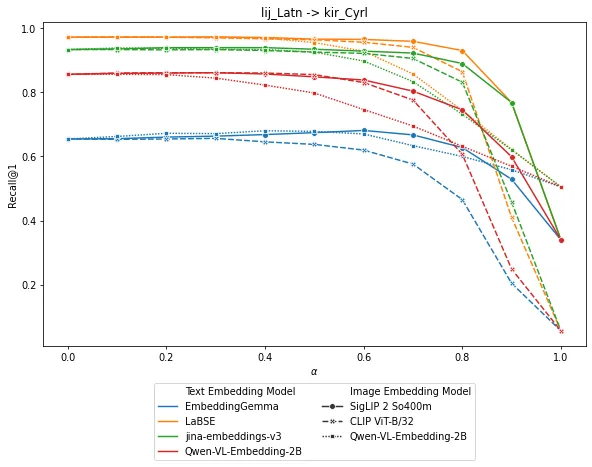 lij_Latn -> kir_Cyrl
Recall@1
1.0
0.8
0.6
0.4
0.2
0.0 0.2 0.4 0.6 0.8 1.0
α
Text Embedding Model Image Embedding Model
EmbeddingGemma SigLIP 2 So400m
LaBSE CLIP ViT-B/32
jina-embeddings-v3 Qwen-VL-Embedding-2B
Qwen-VL-Embedding-2B